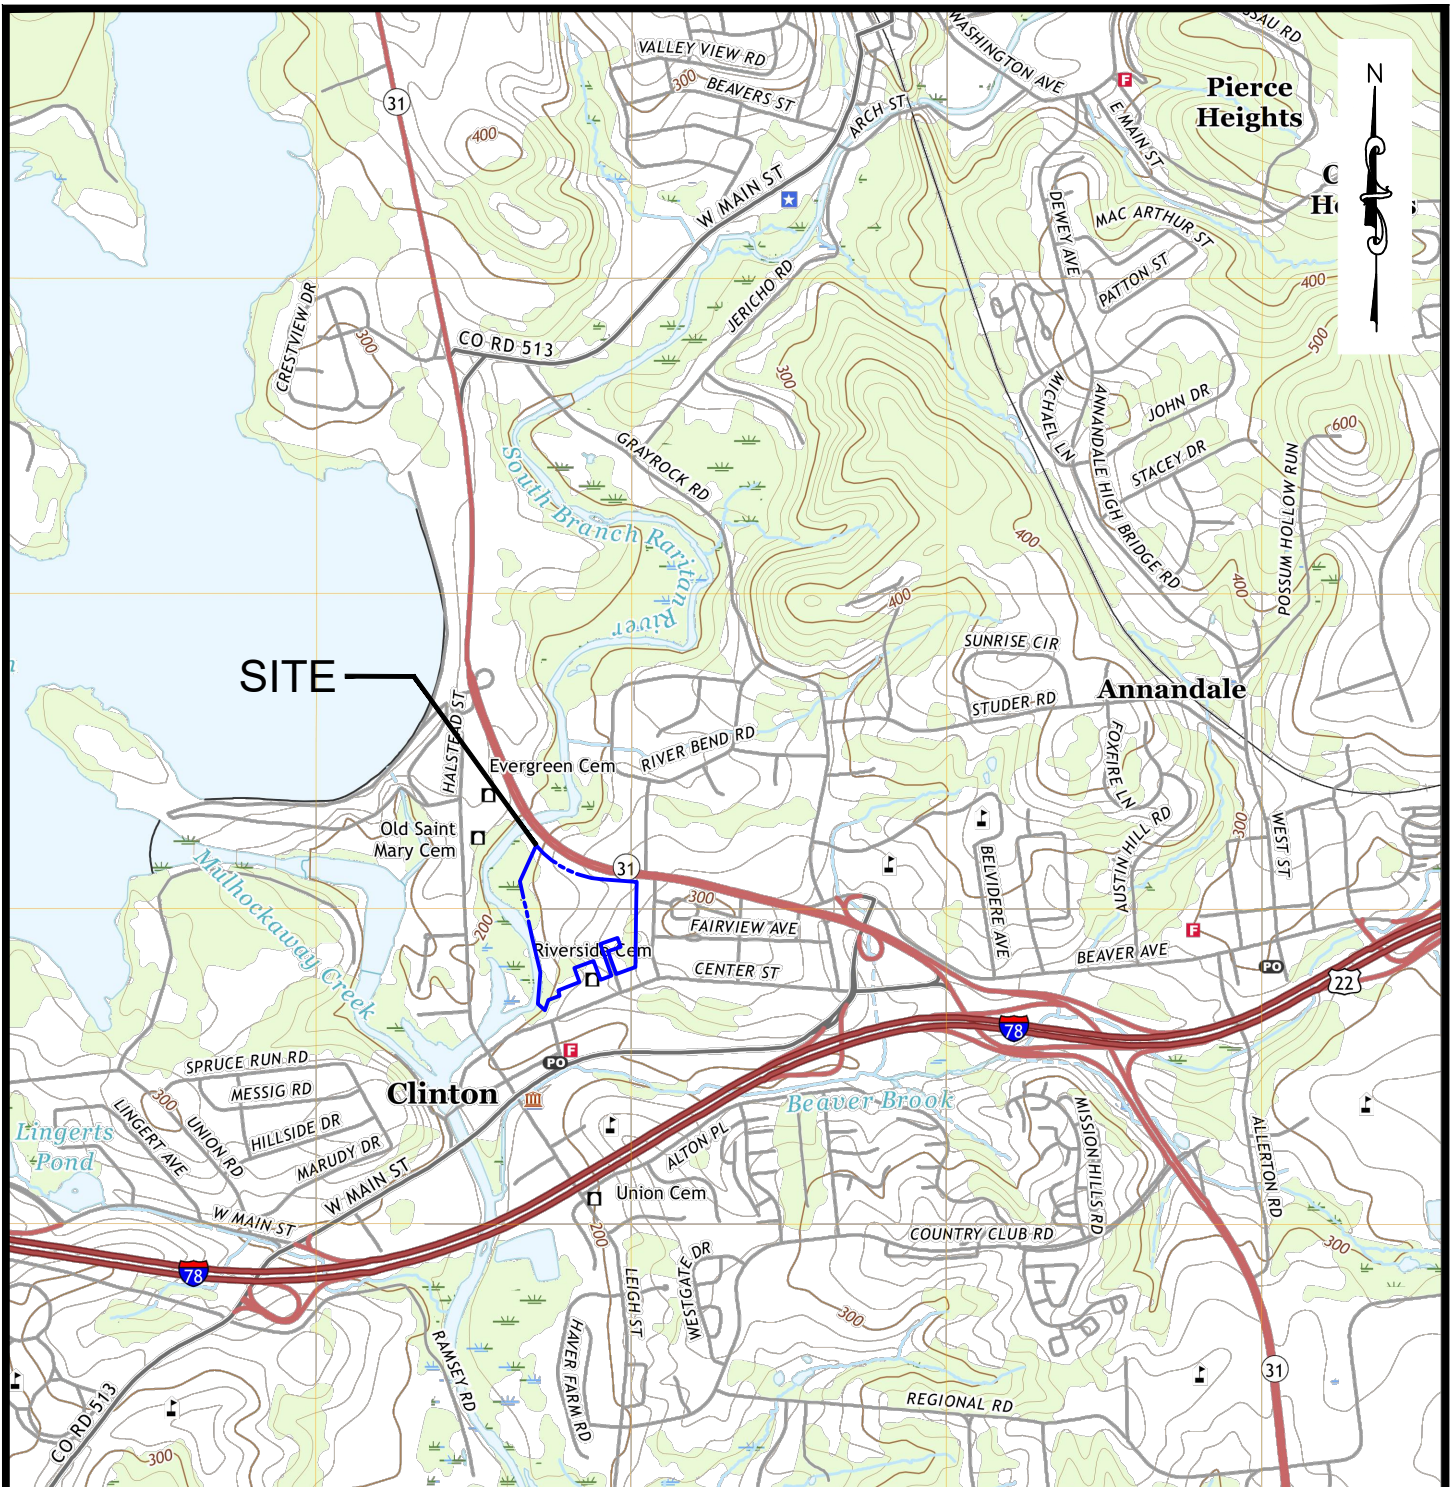 WASHINGTON AVE
VALLEY VIEW RD
300
BEAVERS ST
F
Pierce
Heights
N
31
ARCH ST
E MAIN ST
400
W MAIN ST
DEWEY AVE
MAC ARTHUR ST
PATTON ST
400
CRESTVIEW DR
300
CO RD 513
JERICHO RD
500
300
MICHAEL LN
ANNANDALE HIGH BRIDGE RD
JOHN DR
STACEY DR
600
POSSUM HOLLOW RUN
GRAYROCK RD
South Branch Raritan
River
400
400
400
SUNRISE CIR
SITE
Annandale
STUDER RD
HALSTEAD ST
RIVER BEND RD
FOXFIRE LN
Evergreen Cem
Old Saint
Mary Cem
AUSTIN HILL RD
300
WEST ST
BELVIDERE AVE
31
Mulhockaway Creek
200
300
FAIRVIEW AVE
Riverside Cem
CENTER ST
BEAVER AVE
F
PO
22
78
SPRUCE RUN RD
F
PO
MESSIG RD
300
Clinton
Beaver Brook
LINGERT AVE
UNION RD
HILLSIDE DR
MARUDY DR
Lingerts
Pond
ALTON PL
MISSION HILLS RD
ALLERTON RD
W MAIN ST
W MAIN ST
Union Cem
200
COUNTRY CLUB RD
300
78
WESTGATE DR
LEIGH ST
300
HAVER FARM RD
RAMSEY RD
31
REGIONAL RD
CO RD 513
300